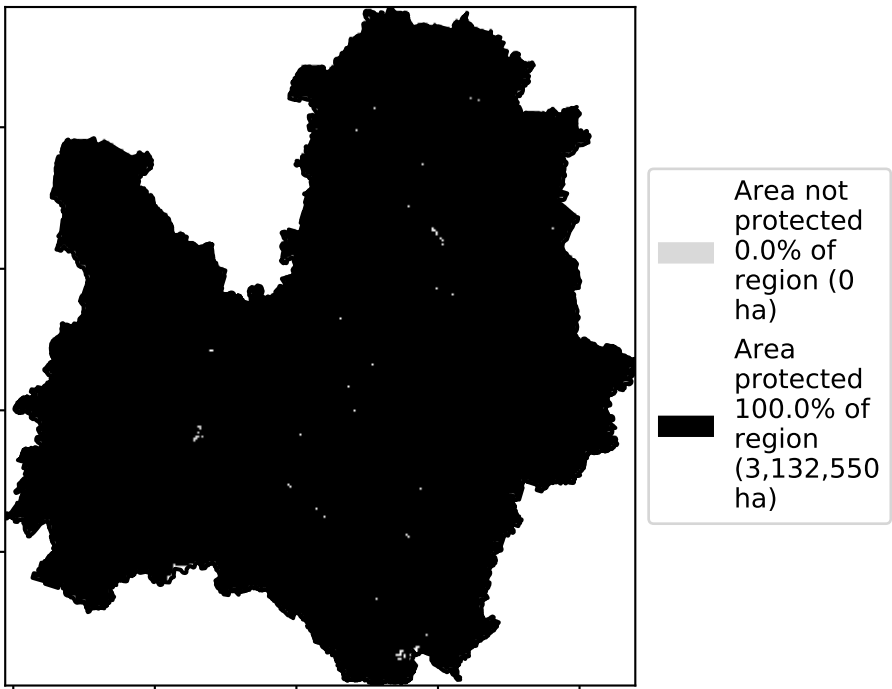 Area not
protected
0.0% of
region (0
ha)
Area
protected
100.0% of
region
(3,132,550
ha)